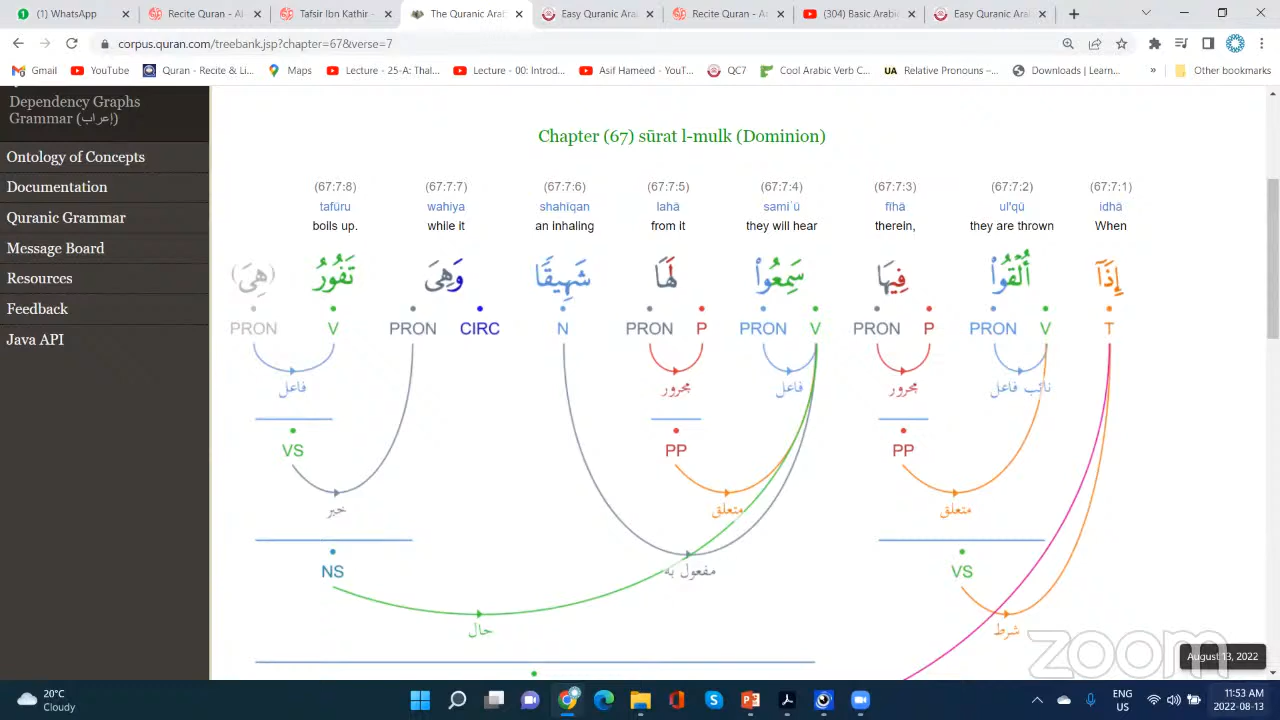 (1) WhatsApp
Recite Quran - Al
Tafsir Ibn Kathir -
The Quranic Arab
Easy Quranic Ara
Recite Quran - A
(304) Basic Arabi
Easy Quranic Ara
corpus.quran.com/treebank.jsp?chapter=67&verse=7
Gmail
YouTube
Quran - Recite & Li...
Maps
Lecture - 25-A: Thal...
Lecture - 00: Introd...
Asif Hameed - YouT...
QC7
Cool Arabic Verb C...
UA Relative Pronouns –...
Downloads | Learn...
»
Other bookmarks
Dependency Graphs
Grammar (إعراب)
Ontology of Concepts
Documentation
Quranic Grammar
Message Board
Resources
Feedback
Java API
Chapter (67) sūrat l-mulk (Dominion)
(67:7:8) (67:7:7) (67:7:6) (67:7:5) (67:7:4) (67:7:3) (67:7:2) (67:7:1)
tafūru wahiya shahīqan lahā samiʿū fīhā ul'qū idhā
boils up. while it an inhaling from it they will hear therein, they are thrown When
إِذَآ أُلْقُوا۟ فِيهَا سَمِعُوا۟ لَهَا شَهِيقًا وَهِىَ تَفُورُ (هِىَ)
PRON V PRON CIRC N PRON P PRON V PRON P PRON V T
فاعل مجرور فاعل مجرور نائب فاعل
VS PP PP
خبر متعلق متعلق
NS مفعول به VS
حال شرط
zoom
August 13, 2022
20°C
Cloudy
ENG
US
11:53 AM
2022-08-13